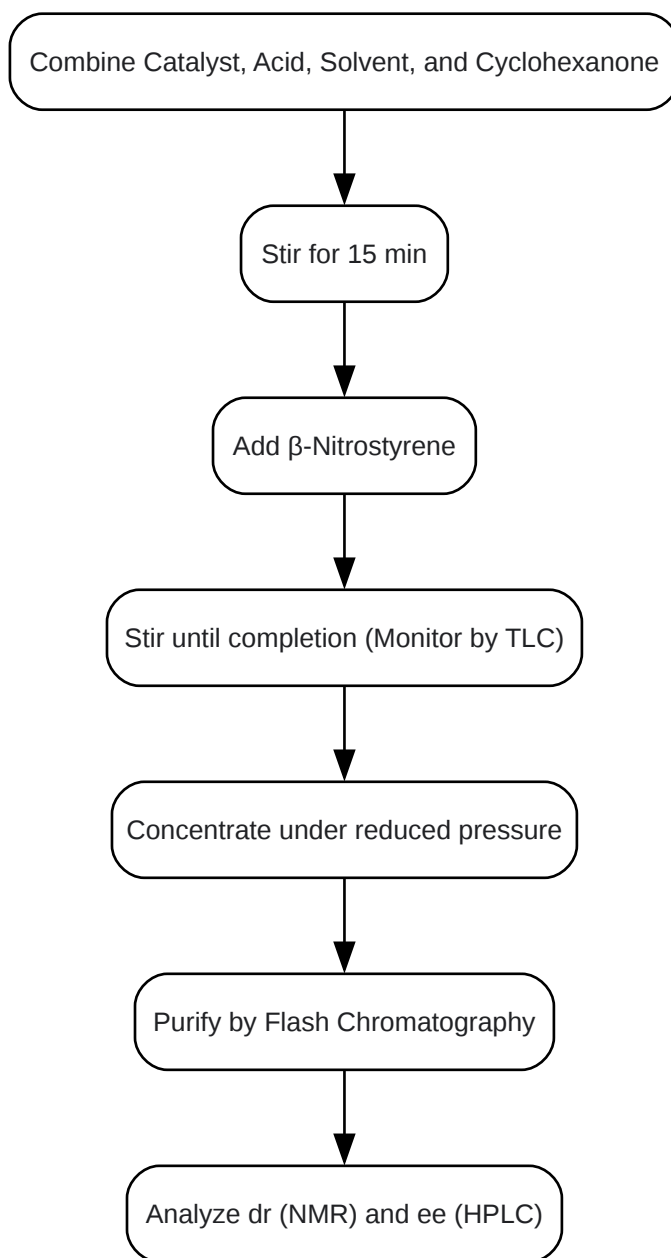 Combine Catalyst, Acid, Solvent, and Cyclohexanone
Stir for 15 min
Add β-Nitrostyrene
Stir until completion (Monitor by TLC)
Concentrate under reduced pressure
Purify by Flash Chromatography
Analyze dr (NMR) and ee (HPLC)